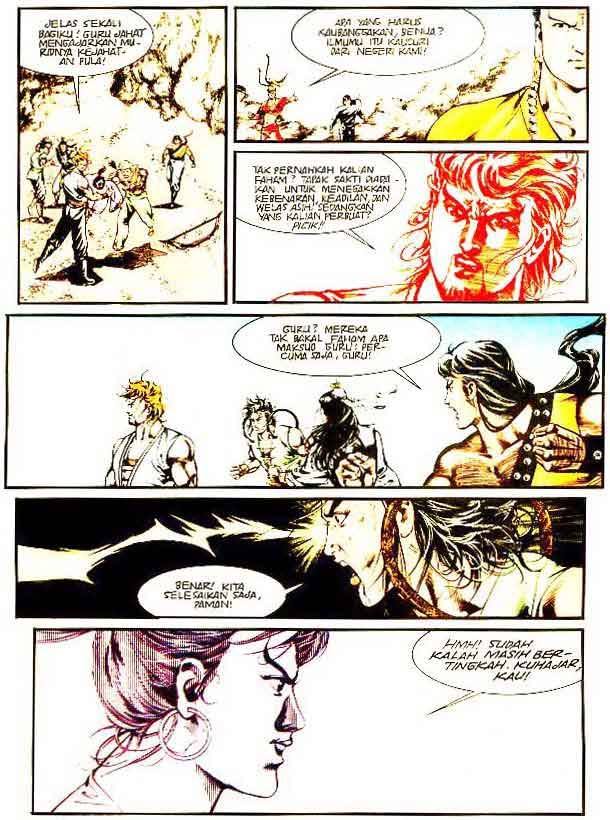 JELAS SEKALI
BAGIKU! GURU JAHAT
MENGAJARKAN MU-
RIDNYA KEJAHAT-
AN PULA!
APA YANG HARUS
KAUBANGGAKAN, BENUA?
ILMUMU ITU KAUCURI
DARI NEGERI KAMI!
TAK PERNAHKAH KALIAN
FAHAM? TAPAK SAKTI DIADA-
KAN UNTUK MENEGAKKAN
KEBENARAN, KEADILAN, DAN
WELAS ASIH. SEDANGKAN
YANG KALIAN PERBUAT?
PICIK!!
GURU? MEREKA
TAK BAKAL FAHAM APA
MAKSUD GURU! PER-
CUMA SAJA, GURU!
BENAR! KITA
SELESAIKAN SAJA,
PAMAN!
HMH! SUDAH
KALAH MASIH BER-
TINGKAH. KUHAJAR,
KAU!